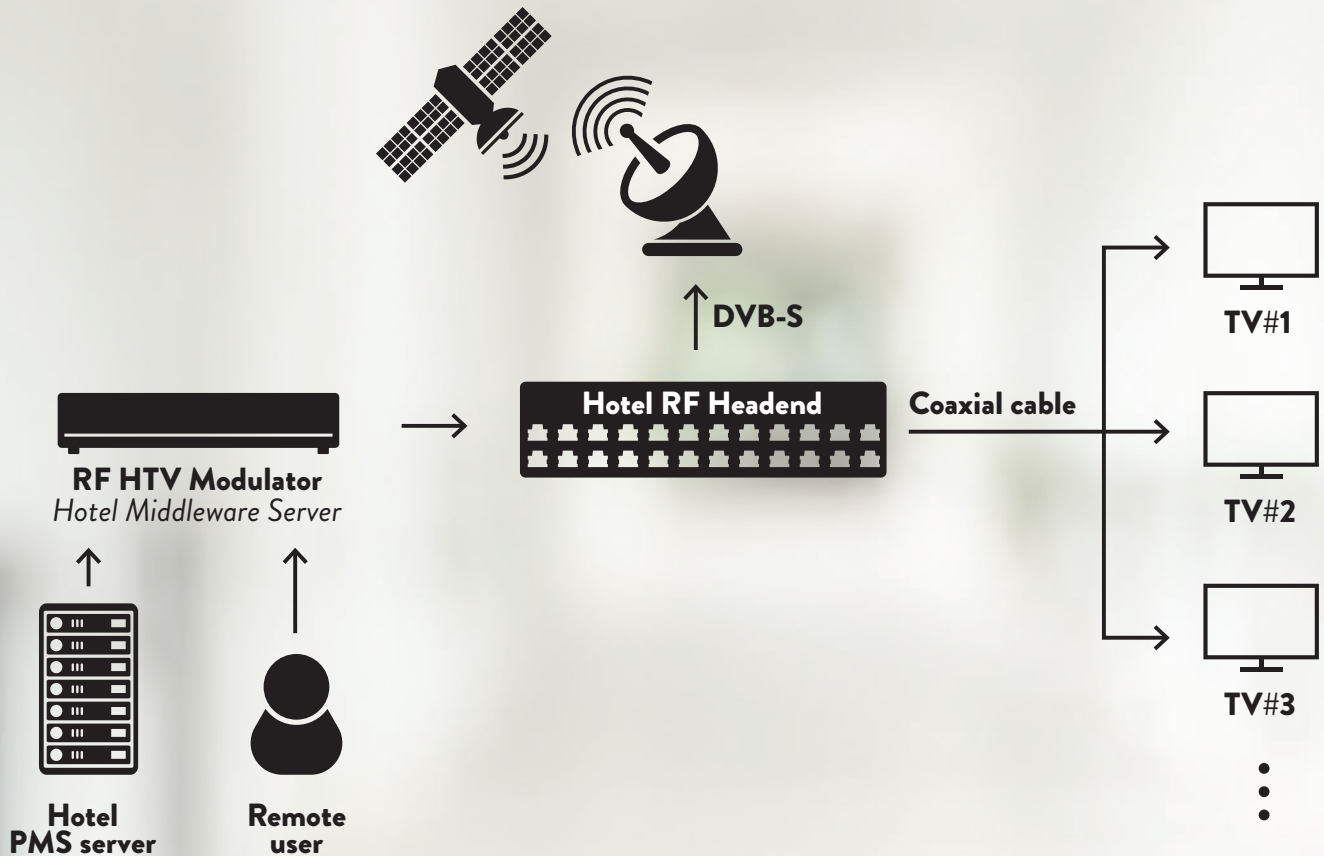 DVB-S
TV#1
Hotel RF Headend
Coaxial cable
RF HTV Modulator
Hotel Middleware Server
TV#2
TV#3
Hotel
PMS server
Remote
user